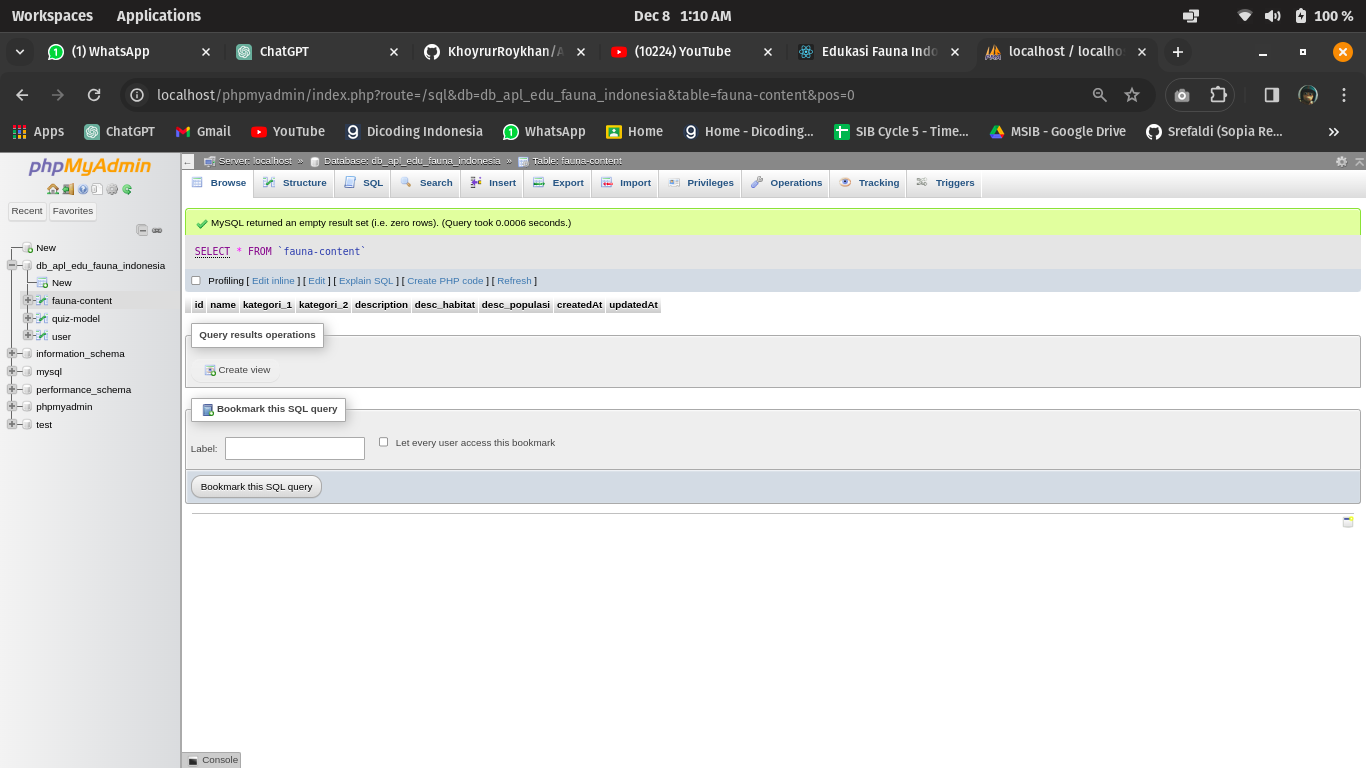 Workspaces Applications Dec 8 1:10 AM 100 %
(1) WhatsApp ChatGPT KhoyrurRoykhan/A (10224) YouTube Edukasi Fauna Indo localhost / localho
localhost/phpmyadmin/index.php?route=/sql&db=db_apl_edu_fauna_indonesia&table=fauna-content&pos=0
Apps ChatGPT Gmail YouTube Dicoding Indonesia WhatsApp Home Home - Dicoding... SIB Cycle 5 - Time... MSIB - Google Drive Srefaldi (Sopia Re... »
phpMyAdmin
Recent Favorites
New
db_apl_edu_fauna_indonesia
New
fauna-content
quiz-model
user
information_schema
mysql
performance_schema
phpmyadmin
test
Server: localhost » Database: db_apl_edu_fauna_indonesia » Table: fauna-content
Browse Structure SQL Search Insert Export Import Privileges Operations Tracking Triggers
MySQL returned an empty result set (i.e. zero rows). (Query took 0.0006 seconds.)
SELECT * FROM `fauna-content`
Profiling [ Edit inline ] [ Edit ] [ Explain SQL ] [ Create PHP code ] [ Refresh ]
id name kategori_1 kategori_2 description desc_habitat desc_populasi createdAt updatedAt
Query results operations
Create view
Bookmark this SQL query
Label: Let every user access this bookmark
Bookmark this SQL query
Console